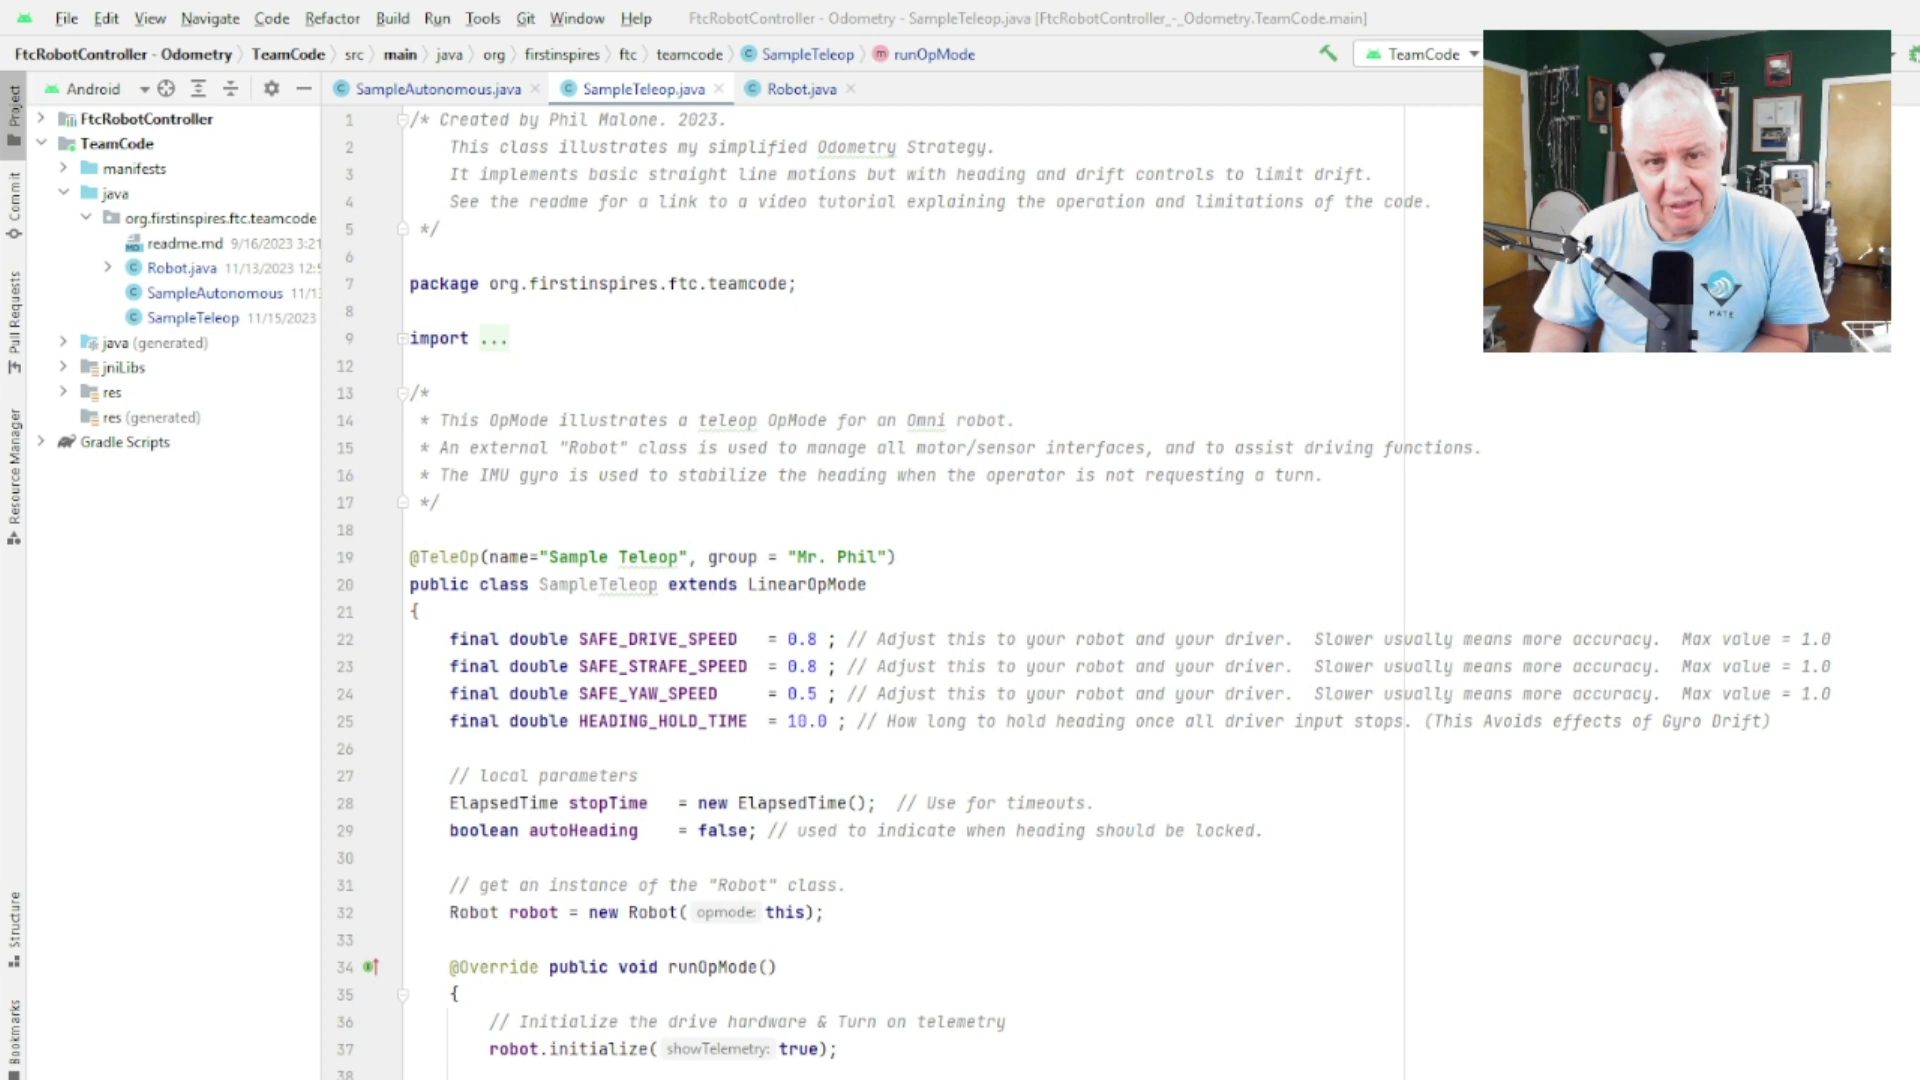 File Edit View Navigate Code Refactor Build Run Tools Git Window Help FtcRobotController - Odometry - SampleTeleop.java [FtcRobotController_-_Odometry.TeamCode.main]
FtcRobotController - Odometry TeamCode src main java org firstinspires ftc teamcode SampleTeleop runOpMode TeamCode
Project
Commit
Pull Requests
Resource Manager
Structure
Bookmarks
Android
FtcRobotController
TeamCode
manifests
java
org.firstinspires.ftc.teamcode
readme.md 9/16/2023 3:21
Robot.java 11/13/2023 12:
SampleAutonomous 11/1
SampleTeleop 11/15/2023
java (generated)
jniLibs
res
res (generated)
Gradle Scripts
SampleAutonomous.java SampleTeleop.java Robot.java
1 /* Created by Phil Malone. 2023.
2 This class illustrates my simplified Odometry Strategy.
3 It implements basic straight line motions but with heading and drift controls to limit drift.
4 See the readme for a link to a video tutorial explaining the operation and limitations of the code.
5 */
6
7 package org.firstinspires.ftc.teamcode;
8
9 import ...
12
13 /*
14 * This OpMode illustrates a teleop OpMode for an Omni robot.
15 * An external "Robot" class is used to manage all motor/sensor interfaces, and to assist driving functions.
16 * The IMU gyro is used to stabilize the heading when the operator is not requesting a turn.
17 */
18
19 @TeleOp(name="Sample Teleop", group = "Mr. Phil")
20 public class SampleTeleop extends LinearOpMode
21 {
22 final double SAFE_DRIVE_SPEED = 0.8 ; // Adjust this to your robot and your driver. Slower usually means more accuracy. Max value = 1.0
23 final double SAFE_STRAFE_SPEED = 0.8 ; // Adjust this to your robot and your driver. Slower usually means more accuracy. Max value = 1.0
24 final double SAFE_YAW_SPEED = 0.5 ; // Adjust this to your robot and your driver. Slower usually means more accuracy. Max value = 1.0
25 final double HEADING_HOLD_TIME = 10.0 ; // How long to hold heading once all driver input stops. (This Avoids effects of Gyro Drift)
26
27 // local parameters
28 ElapsedTime stopTime = new ElapsedTime(); // Use for timeouts.
29 boolean autoHeading = false; // used to indicate when heading should be locked.
30
31 // get an instance of the "Robot" class.
32 Robot robot = new Robot( opmode: this);
33
34 @Override public void runOpMode()
35 {
36 // Initialize the drive hardware & Turn on telemetry
37 robot.initialize( showTelemetry: true);
38
MATE